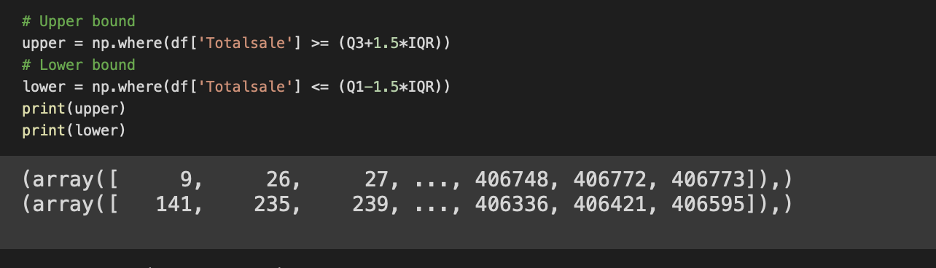 # Upper bound
upper = np.where(df['Totalsale'] >= (Q3+1.5*IQR))
# Lower bound
lower = np.where(df['Totalsale'] <= (Q1-1.5*IQR))
print(upper)
print(lower)
(array([     9,     26,     27, ..., 406748, 406772, 406773]),)
(array([   141,    235,    239, ..., 406336, 406421, 406595]),)